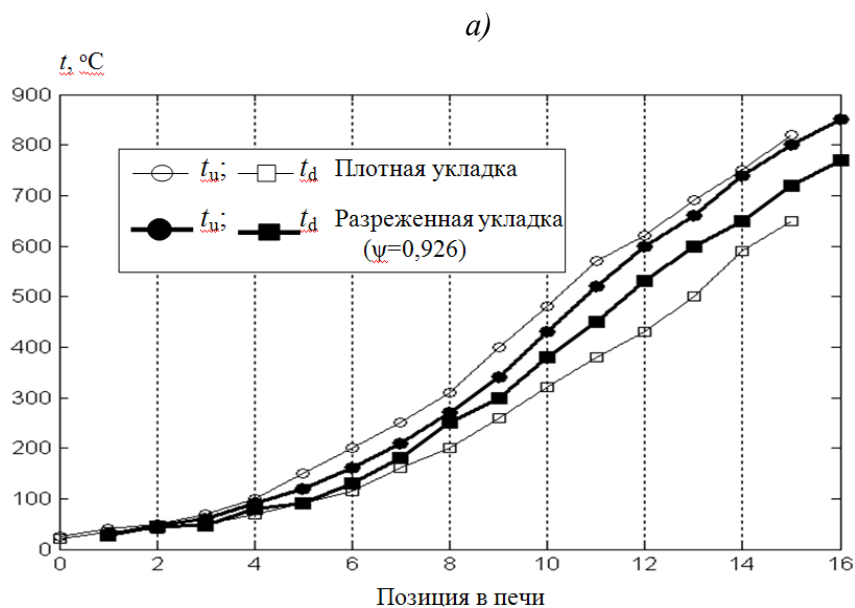 а)
t, °C
900
800
700
600
500
400
300
200
100
0
tu; td Плотная укладка
tu; td Разреженная укладка
(ψ=0,926)
0 2 4 6 8 10 12 14 16
Позиция в печи